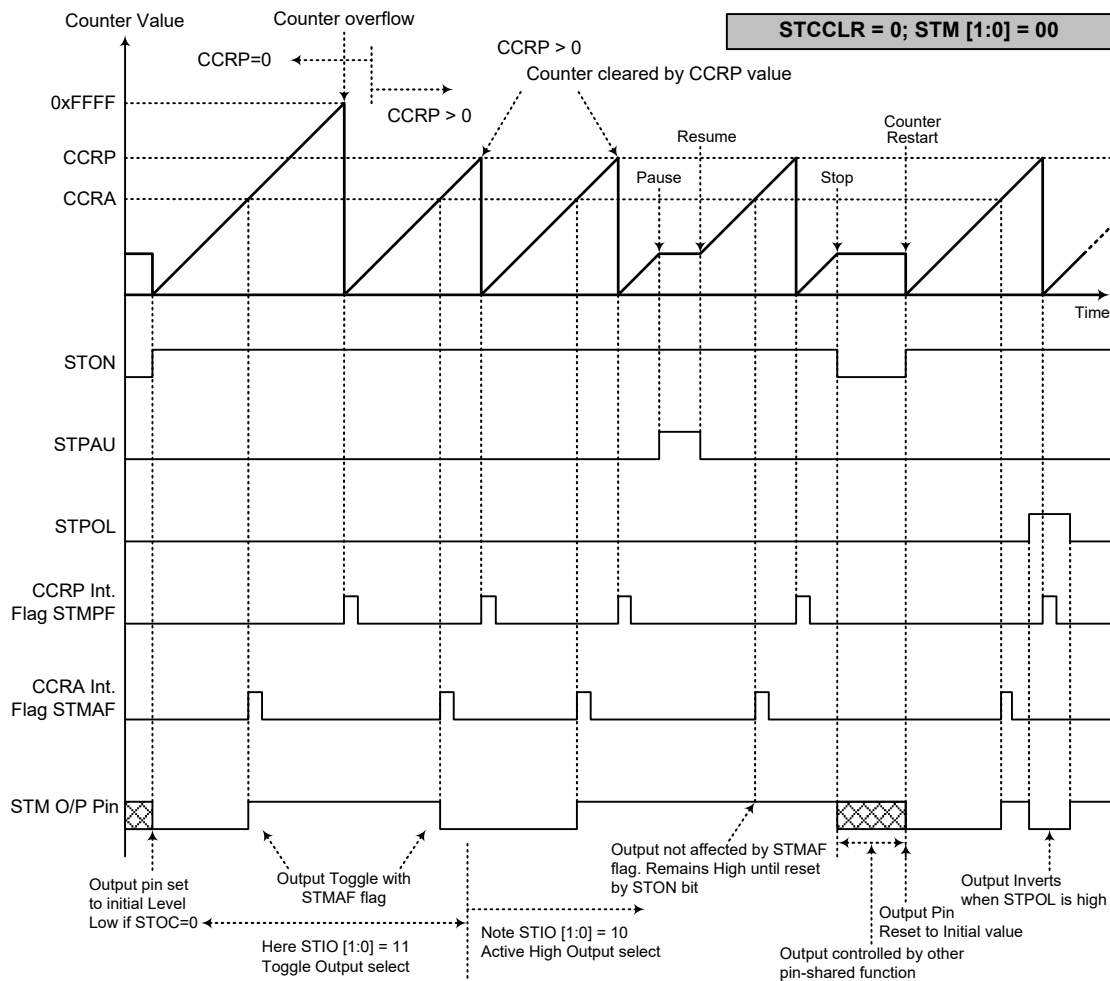 Counter Value
Counter overflow
STCCLR = 0; STM [1:0] = 00
CCRP=0
CCRP > 0
CCRP > 0
Counter cleared by CCRP value
0xFFFF
CCRP
CCRA
Pause
Resume
Stop
Counter
Restart
Time
STON
STPAU
STPOL
CCRP Int.
Flag STMPF
CCRA Int.
Flag STMAF
STM O/P Pin
Output pin set
to initial Level
Low if STOC=0
Output Toggle with
STMAF flag
Here STIO [1:0] = 11
Toggle Output select
Note STIO [1:0] = 10
Active High Output select
Output not affected by STMAF
flag. Remains High until reset
by STON bit
Output controlled by other
pin-shared function
Output Pin
Reset to Initial value
Output Inverts
when STPOL is high